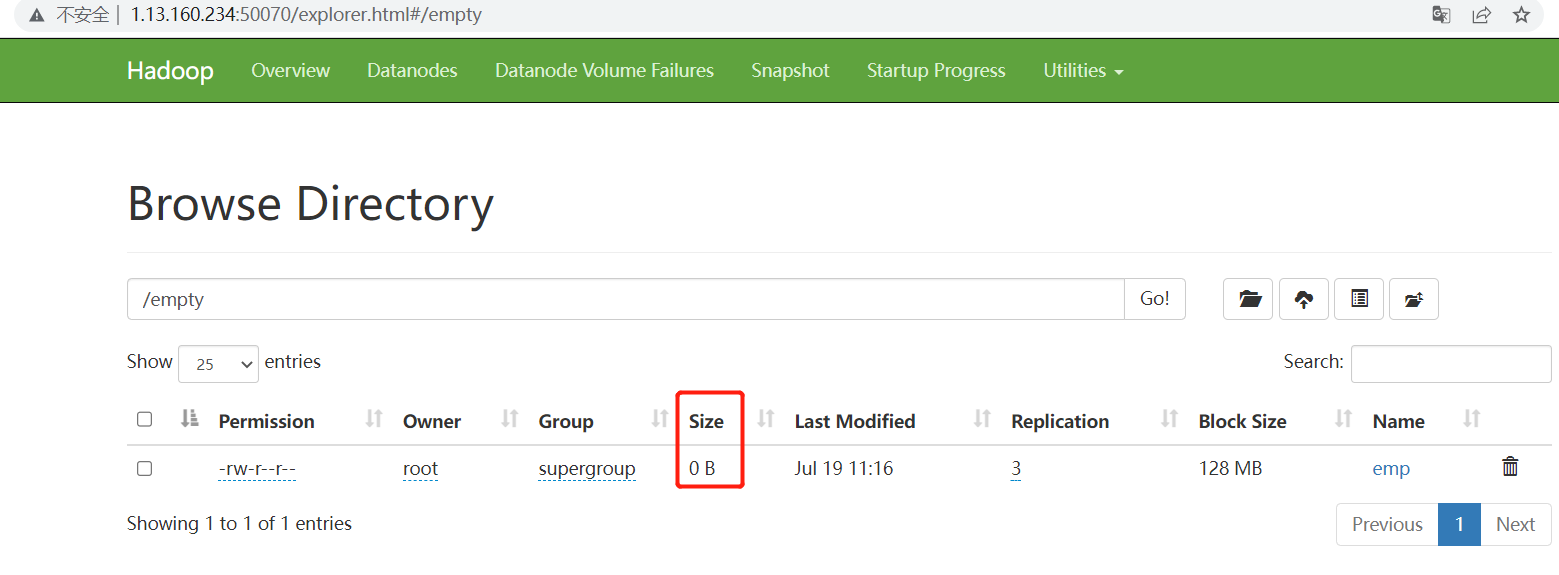 不安全 | 1.13.160.234:50070/explorer.html#/empty
Hadoop Overview Datanodes Datanode Volume Failures Snapshot Startup Progress Utilities
Browse Directory
/empty Go!
Show 25 entries Search:
Permission Owner Group Size Last Modified Replication Block Size Name
-rw-r--r-- root supergroup 0 B Jul 19 11:16 3 128 MB emp
Showing 1 to 1 of 1 entries Previous 1 Next